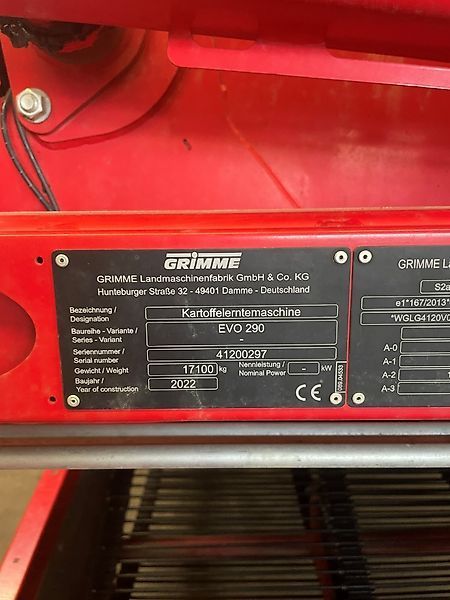 GRIMME
GRIMME Landmaschinenfabrik GmbH & Co. KG
Hunteburger Straße 32 - 49401 Damme - Deutschland
Bezeichnung / Designation Kartoffelerntemaschine
Baureihe - Variante / Series - Variant EVO 290
-
Seriennummer / Serial number 41200297
Gewicht / Weight 17100 kg Nennleistung / Nominal Power - kW
Baujahr / Year of construction 2022
CE
GRIMME La
S2a
e1*167/2013*
*WGLG4120V0
A-0
A-1
A-2 1
A-3